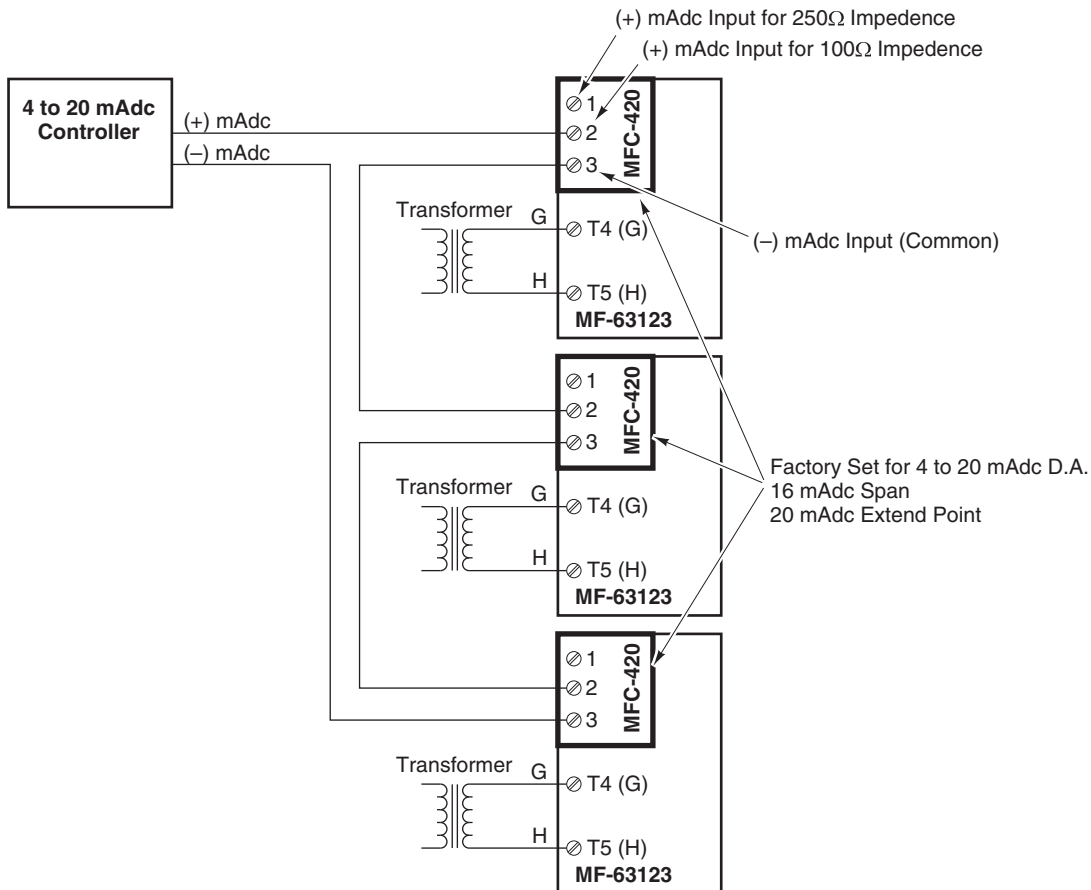 (+) mAdc Input for 250Ω Impedence
(+) mAdc Input for 100Ω Impedence
4 to 20 mAdc
Controller
(+) mAdc
(–) mAdc
1
2
3
MFC-420
(–) mAdc Input (Common)
Transformer
G
H
T4 (G)
T5 (H)
MF-63123
1
2
3
MFC-420
Factory Set for 4 to 20 mAdc D.A.
16 mAdc Span
20 mAdc Extend Point
Transformer
G
H
T4 (G)
T5 (H)
MF-63123
1
2
3
MFC-420
Transformer
G
H
T4 (G)
T5 (H)
MF-63123